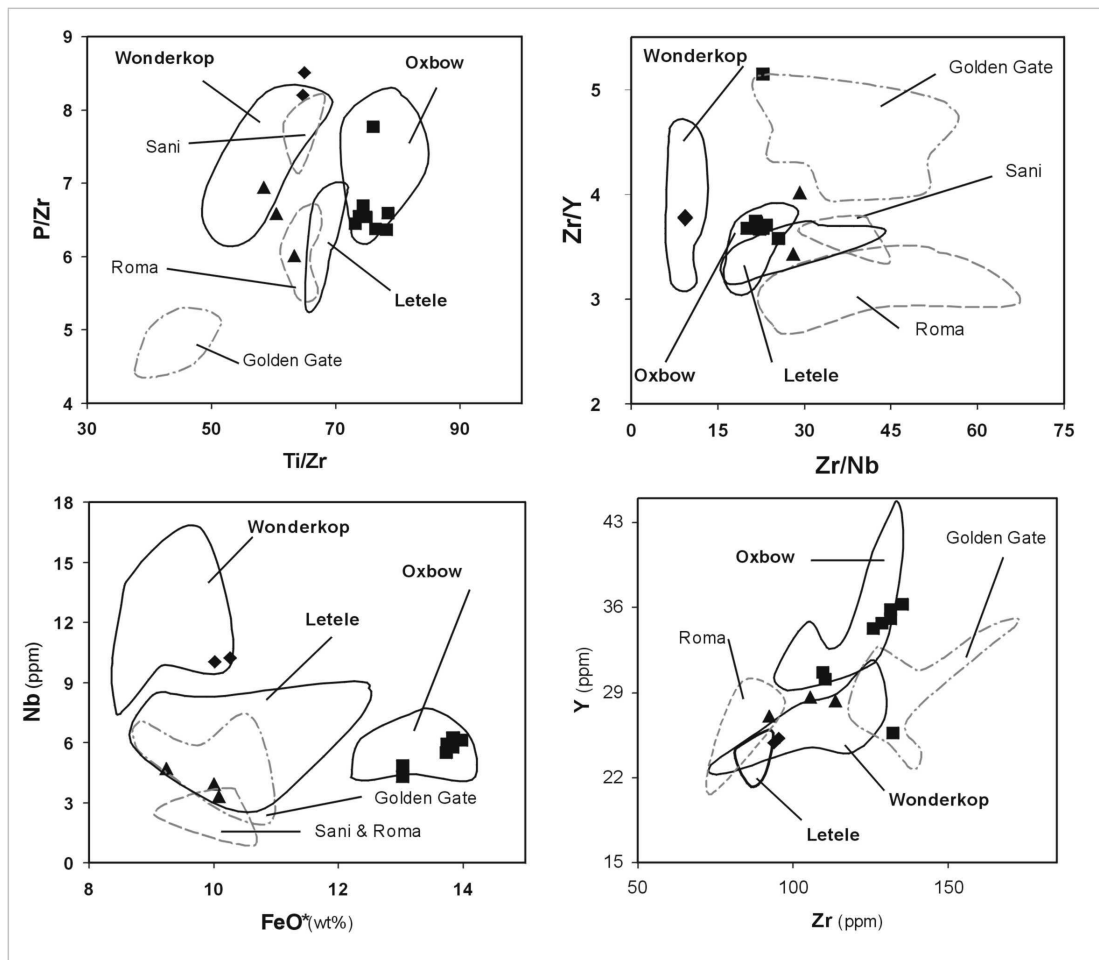 9
8
7
6
5
4
P/Zr
30
50
70
90
Ti/Zr
Wonderkop
Oxbow
Sani
Roma
Letele
Golden Gate
5
4
3
2
Zr/Y
0
15
30
45
60
75
Zr/Nb
Wonderkop
Golden Gate
Sani
Roma
Oxbow
Letele
18
15
12
9
6
3
0
Nb (ppm)
8
10
12
14
FeO* (wt%)
Wonderkop
Oxbow
Letele
Golden Gate
Sani & Roma
43
36
29
22
15
Y (ppm)
50
100
150
Zr (ppm)
Golden Gate
Oxbow
Roma
Wonderkop
Letele